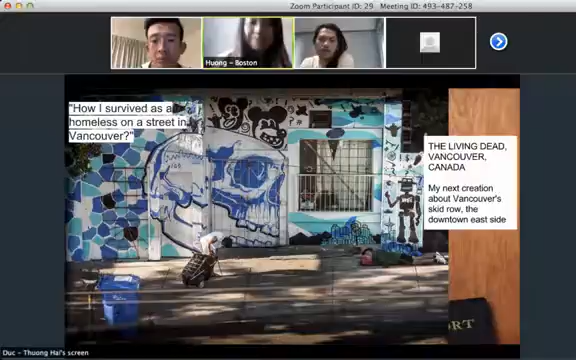 Zoom Participant ID: 29   Meeting ID: 493-487-258
Huong – Boston
"How I survived as a
homeless on a street in
Vancouver?"
THE LIVING DEAD,
VANCOUVER,
CANADA
My next creation
about Vancouver's
skid row, the
downtown east side
?
RT
Duc – Thuong Hai's screen